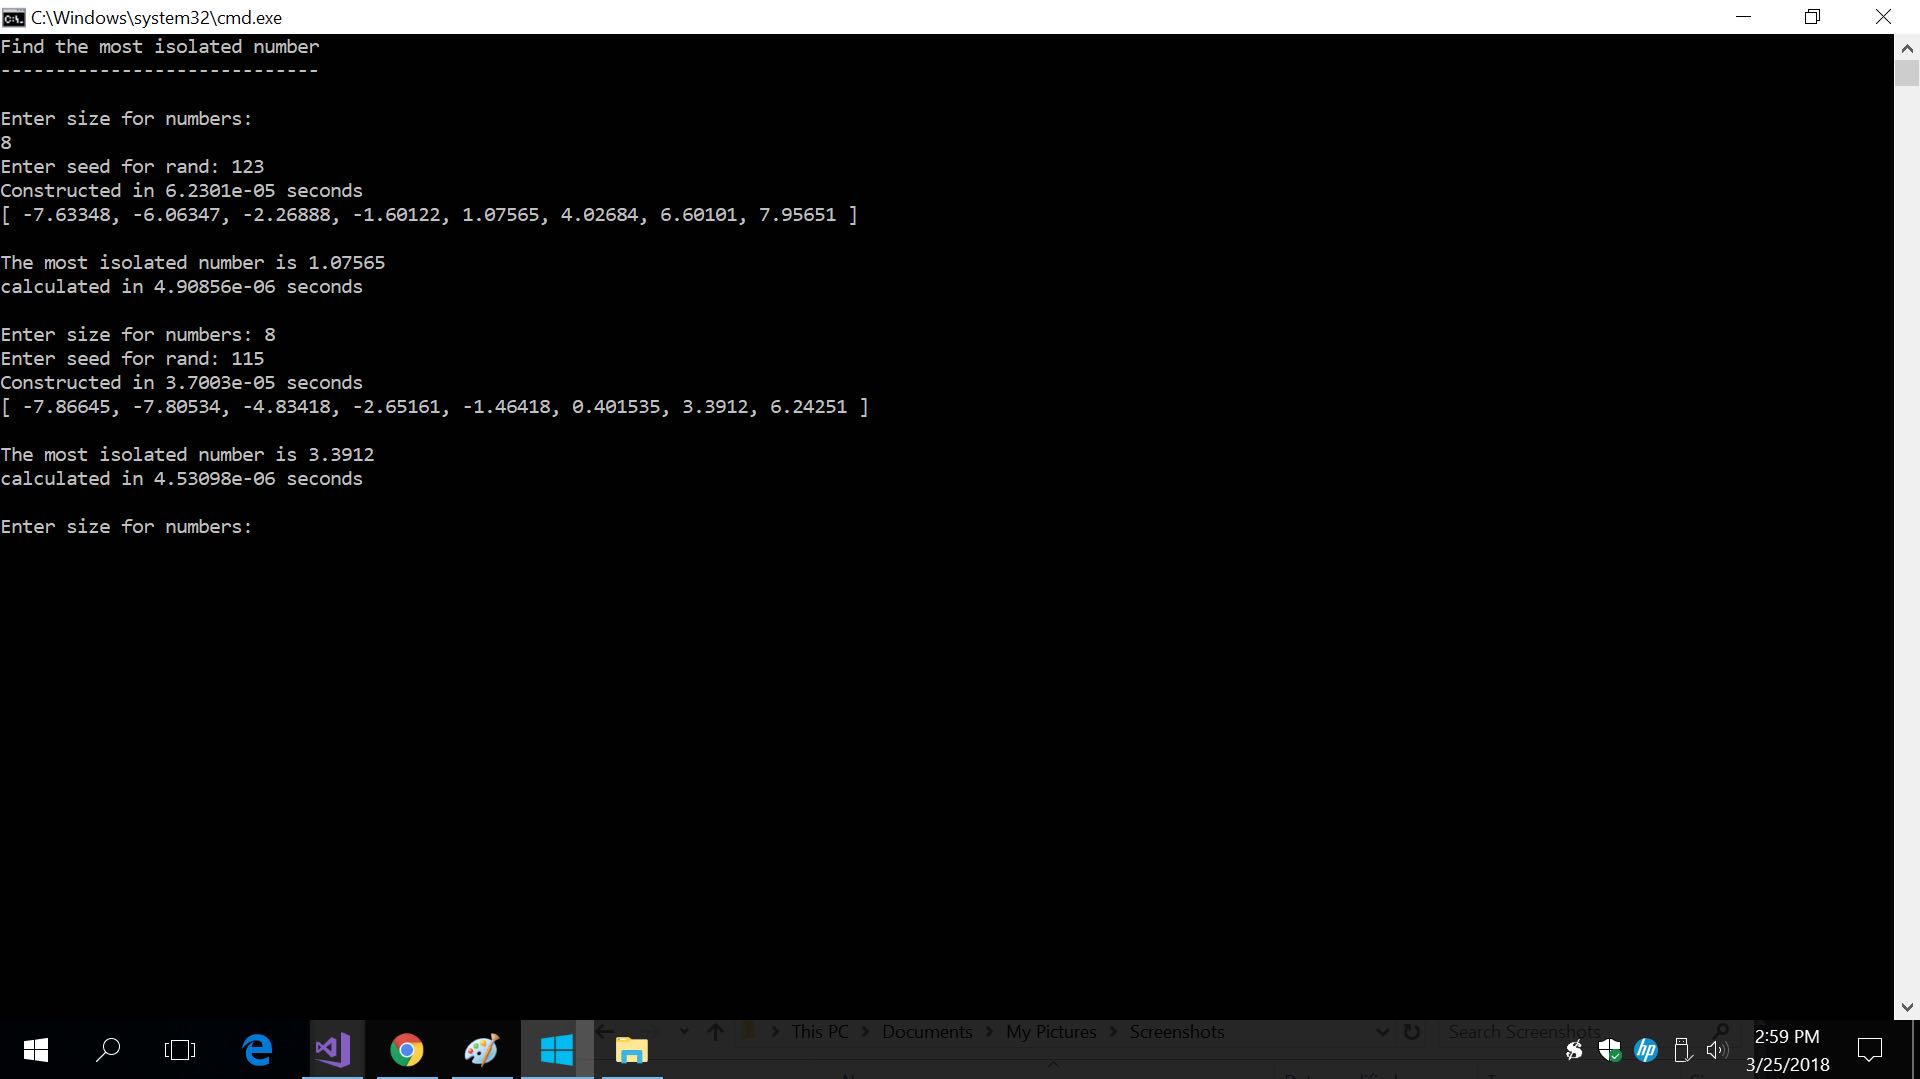 C:\Windows\system32\cmd.exe
Find the most isolated number
-----------------------------
Enter size for numbers:
8
Enter seed for rand: 123
Constructed in 6.2301e-05 seconds
[ -7.63348, -6.06347, -2.26888, -1.60122, 1.07565, 4.02684, 6.60101, 7.95651 ]
The most isolated number is 1.07565
calculated in 4.90856e-06 seconds
Enter size for numbers: 8
Enter seed for rand: 115
Constructed in 3.7003e-05 seconds
[ -7.86645, -7.80534, -4.83418, -2.65161, -1.46418, 0.401535, 3.3912, 6.24251 ]
The most isolated number is 3.3912
calculated in 4.53098e-06 seconds
Enter size for numbers:
This PC > Documents > My Pictures > Screenshots
Search Screenshots
hp
2:59 PM
3/25/2018